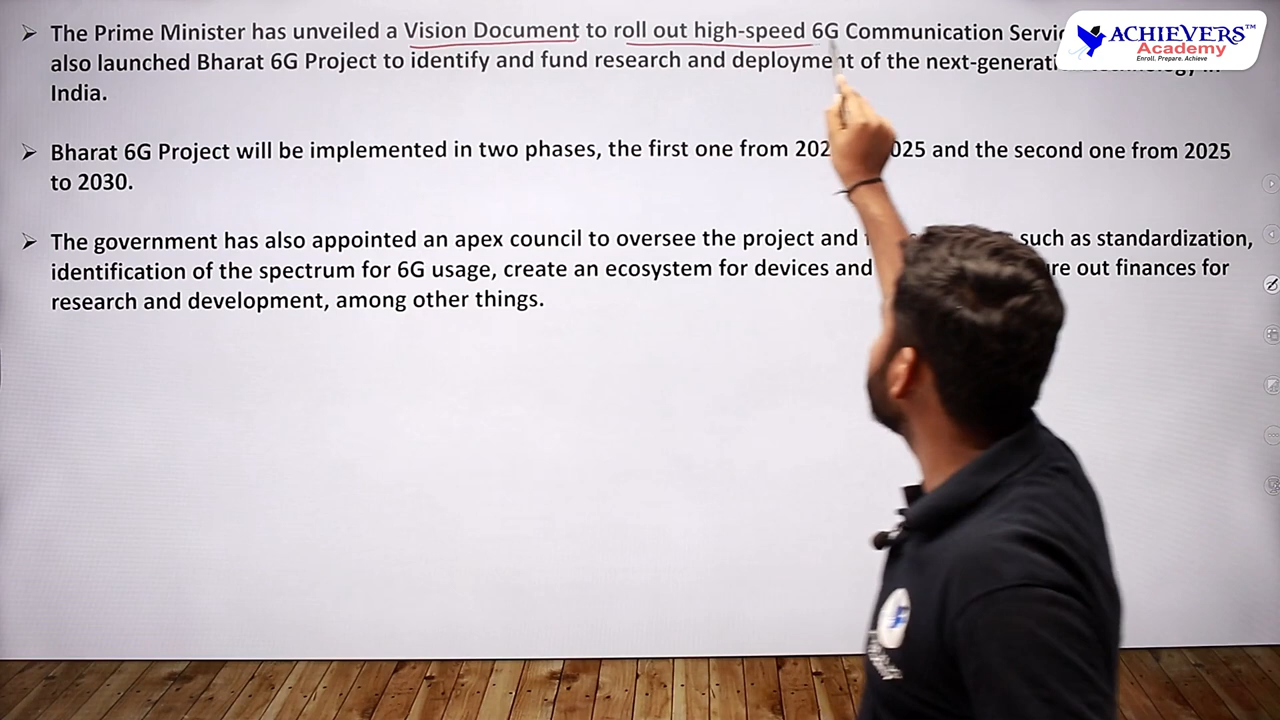 The Prime Minister has unveiled a Vision Document to roll out high-speed 6G Communication
also launched Bharat 6G Project to identify and fund research and deployment of the next-generation technology in
India.
Bharat 6G Project will be implemented in two phases, the first one from 025 and the second one from 2025
to 2030.
The government has also appointed an apex council to oversee the project and such as standardization,
identification of the spectrum for 6G usage, create an ecosystem for devices and out finances for
research and development, among other things.
ACHIEVERS™
Academy
Enroll. Prepare. Achieve